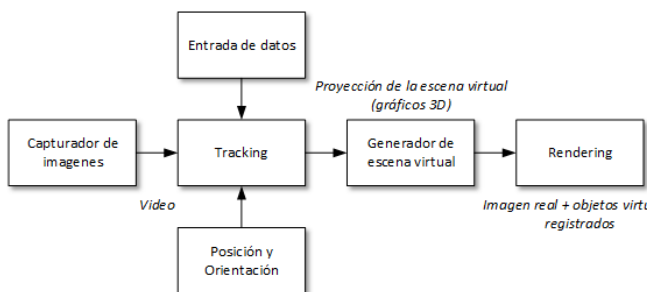 Entrada de datos
Proyección de la escena virtual
(gráficos 3D)
Capturador de
imagenes
Tracking
Generador de
escena virtual
Rendering
Video
Imagen real + objetos
registrados
Posición y
Orientación